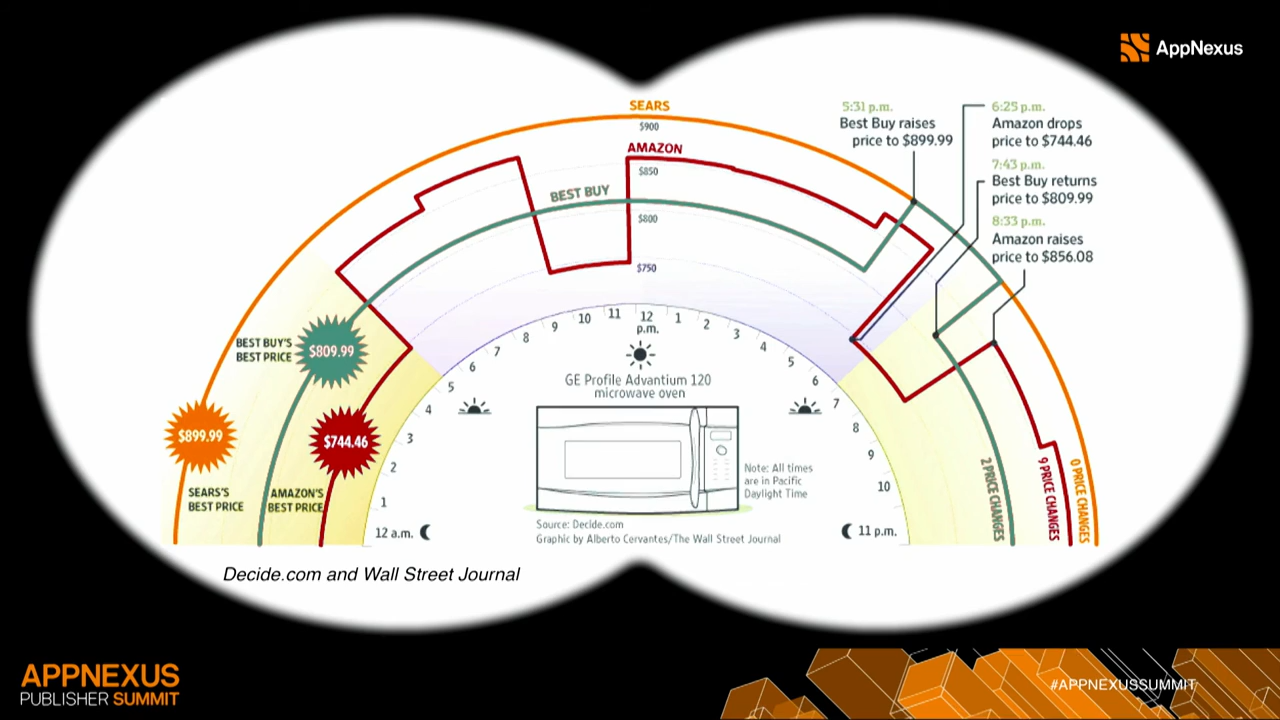 AppNexus
SEARS
$900
AMAZON
$850
BEST BUY
$800
$750
5:31 p.m.
Best Buy raises
price to $899.99
6:25 p.m.
Amazon drops
price to $744.46
7:43 p.m.
Best Buy returns
price to $809.99
8:33 p.m.
Amazon raises
price to $856.08
BEST BUY'S
BEST PRICE
$809.99
$899.99
$744.46
SEARS'S
BEST PRICE
AMAZON'S
BEST PRICE
12 a.m.
1
2
3
4
5
6
7
8
9
10
11
12
p.m.
1
2
3
4
5
6
7
8
9
10
11 p.m.
GE Profile Advantium 120
microwave oven
Note: All times
are in Pacific
Daylight Time
Source: Decide.com
Graphic by Alberto Cervantes/The Wall Street Journal
2 PRICE CHANGES
9 PRICE CHANGES
0 PRICE CHANGES
Decide.com and Wall Street Journal
APPNEXUS
PUBLISHER SUMMIT
#APPNEXUSSUMMIT